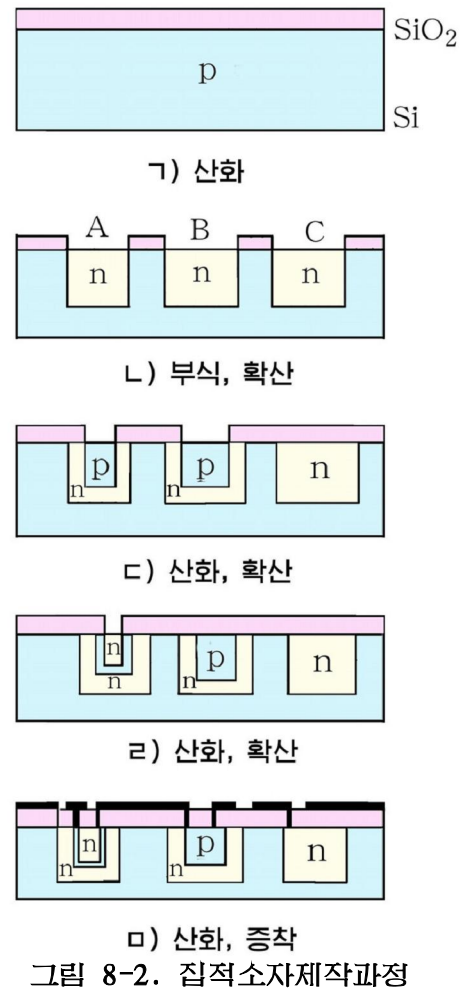 SiO₂
p
Si
ㄱ) 산화
A B C
n n n
ㄴ) 부식, 확산
p p n
n n
ㄷ) 산화, 확산
n p n
n n
ㄹ) 산화, 확산
n p n
n n
ㅁ) 산화, 증착
그림 8-2. 집적소자제작과정